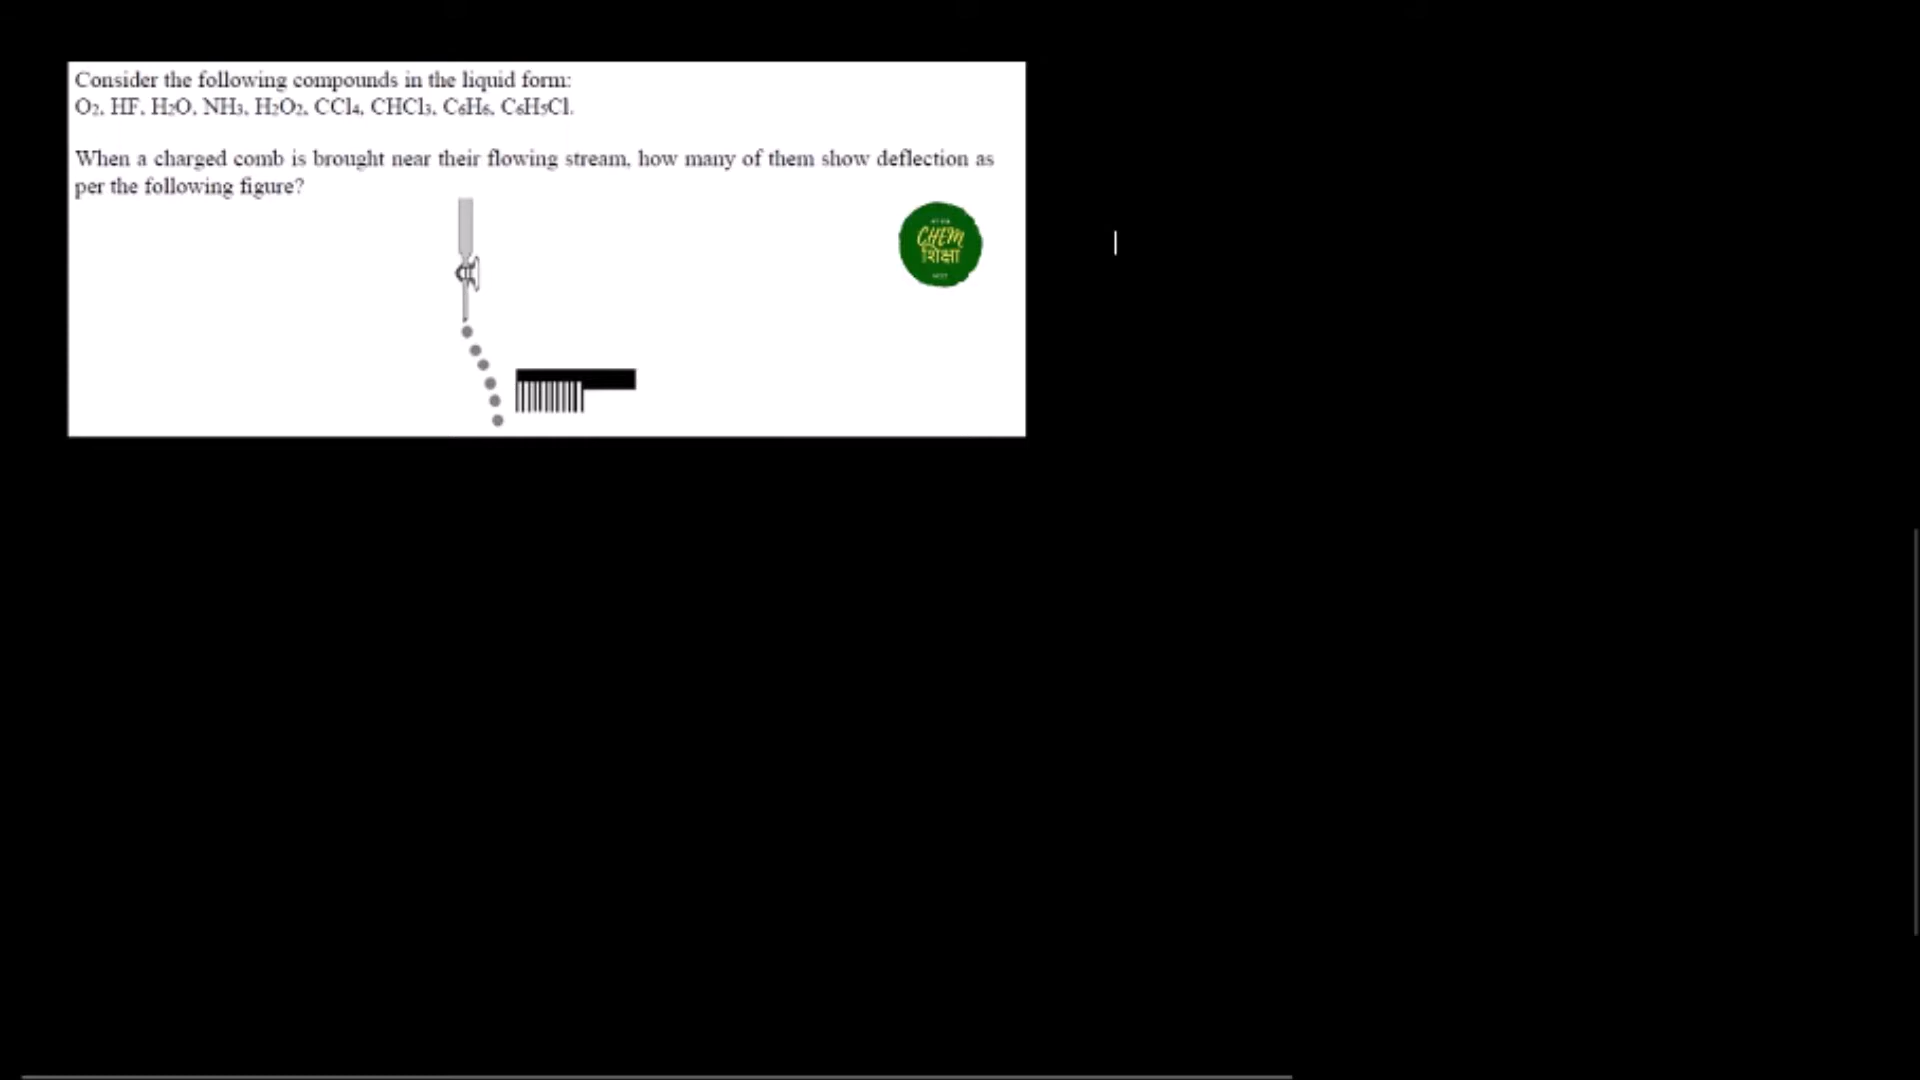 Consider the following compounds in the liquid form:
O₂, HF, H₂O, NH₃, H₂O₂, CCl₄, CHCl₃, C₆H₆, C₆H₅Cl.
When a charged comb is brought near their flowing stream, how many of them show deflection as
per the following figure?
CHEM
शिक्षा